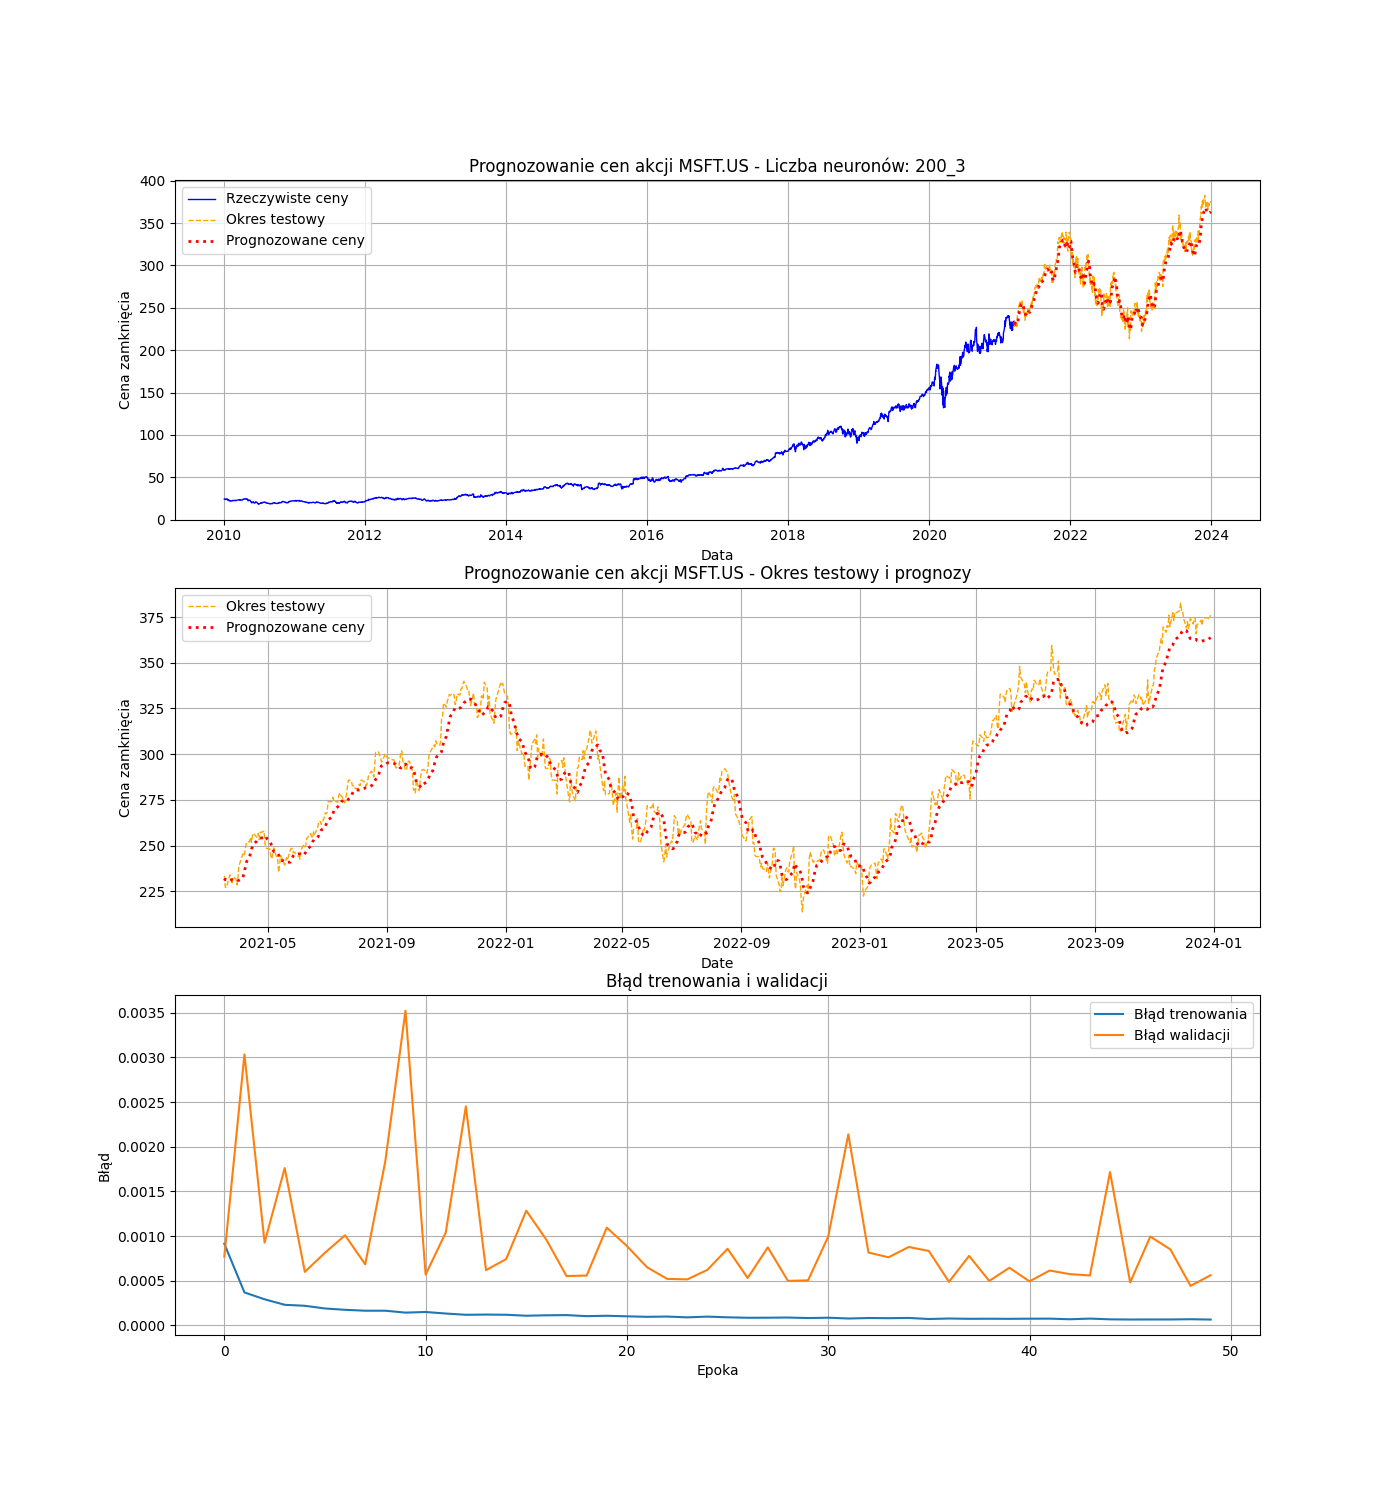 Prognozowanie cen akcji MSFT.US - Liczba neuronów: 200_3
400
350
300
250
200
150
100
50
0
Cena zamknięcia
Rzeczywiste ceny
Okres testowy
Prognozowane ceny
2010 2012 2014 2016 2018 2020 2022 2024
Data
Prognozowanie cen akcji MSFT.US - Okres testowy i prognozy
375
350
325
300
275
250
225
Cena zamknięcia
Okres testowy
Prognozowane ceny
2021-05 2021-09 2022-01 2022-05 2022-09 2023-01 2023-05 2023-09 2024-01
Date
Błąd trenowania i walidacji
0.0035
0.0030
0.0025
0.0020
0.0015
0.0010
0.0005
0.0000
Błąd
Błąd trenowania
Błąd walidacji
0 10 20 30 40 50
Epoka